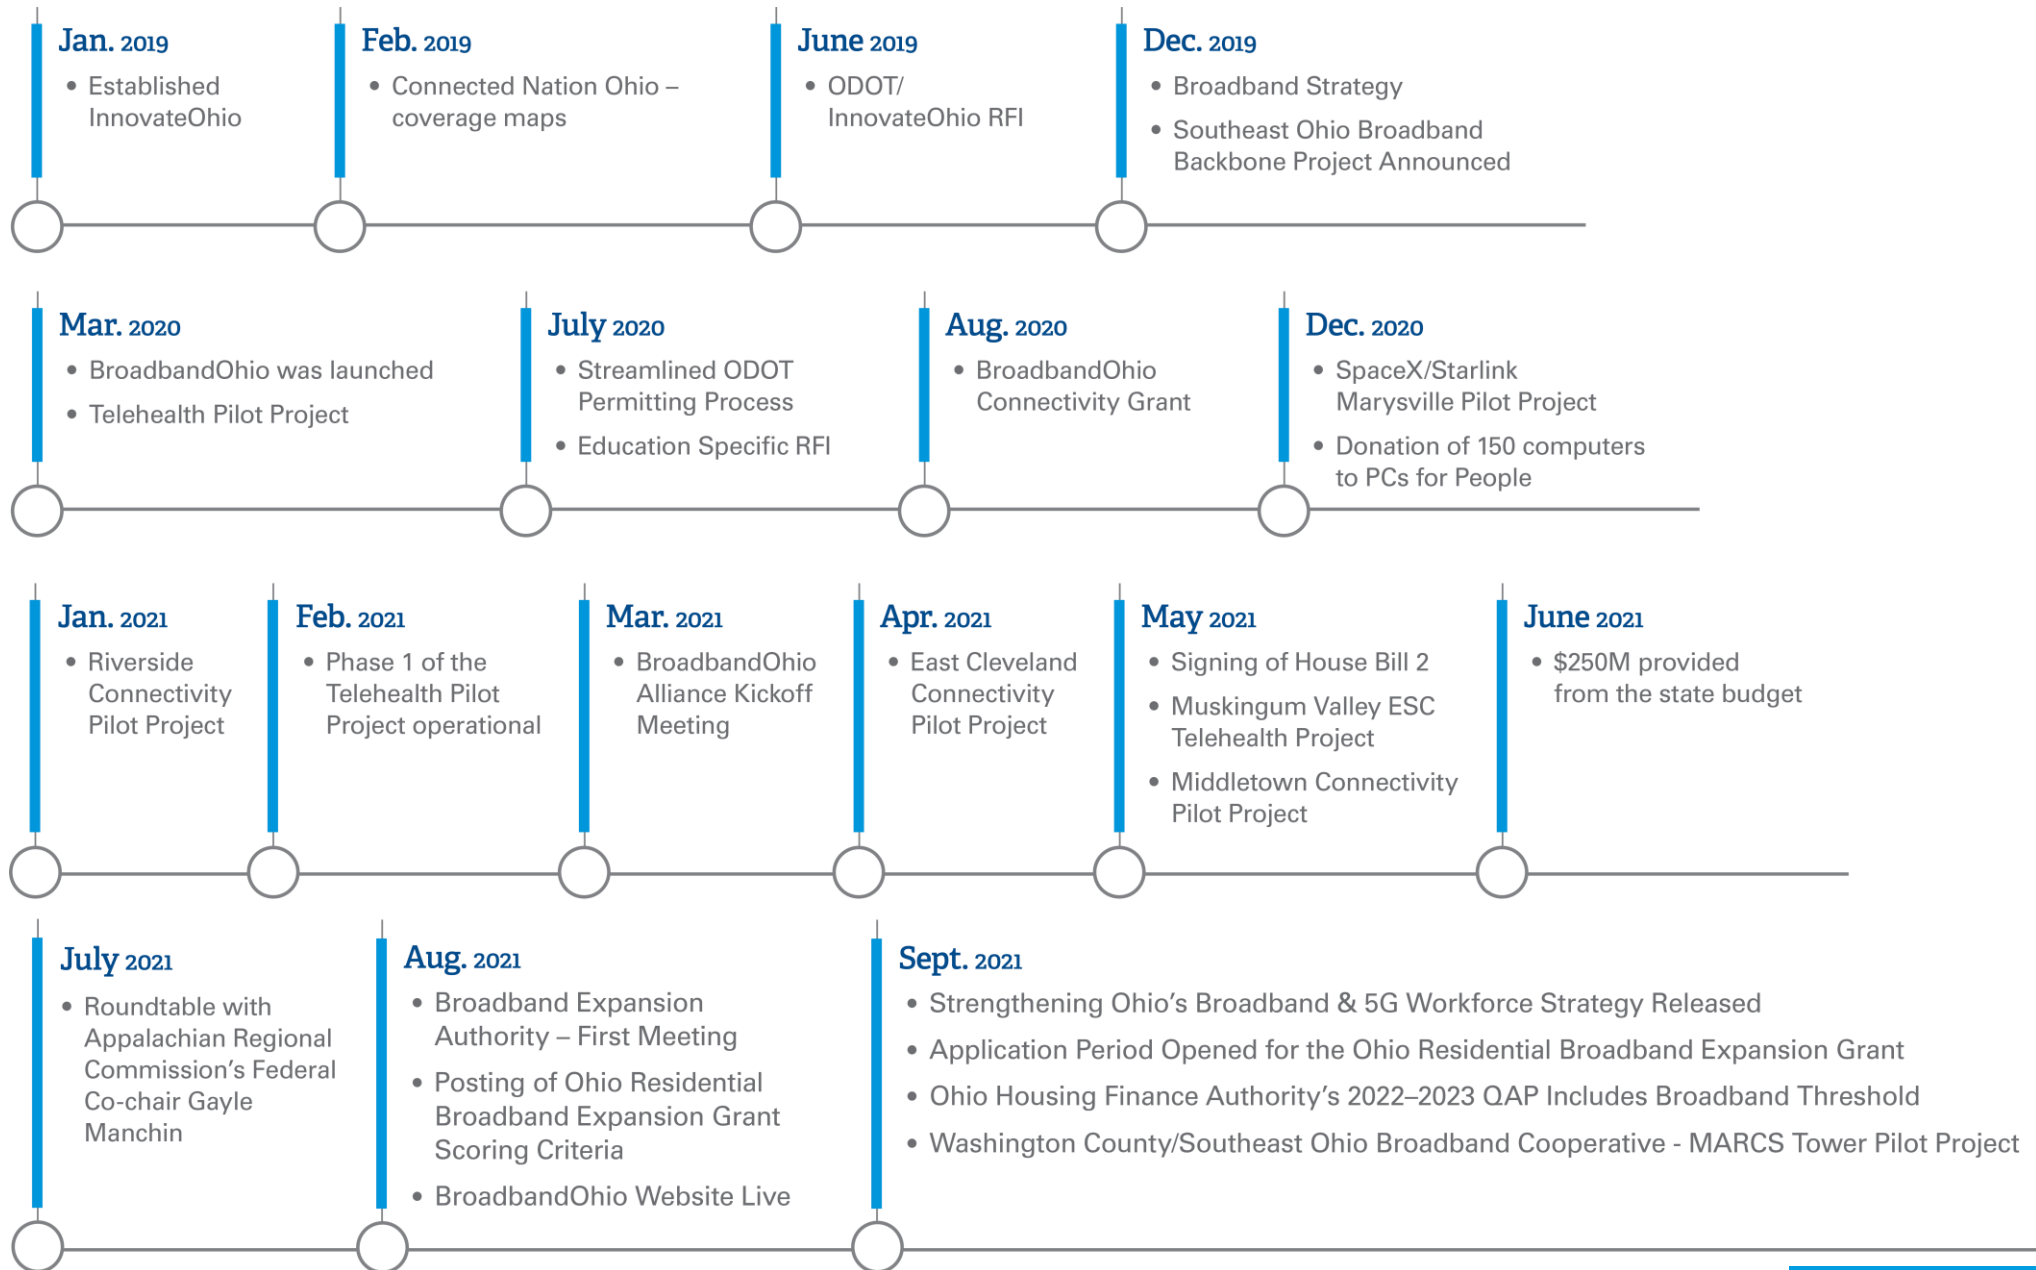 Jan. 2019
• Established
InnovateOhio
Feb. 2019
• Connected Nation Ohio –
coverage maps
June 2019
• ODOT/
InnovateOhio RFI
Dec. 2019
• Broadband Strategy
• Southeast Ohio Broadband
Backbone Project Announced
Mar. 2020
• BroadbandOhio was launched
• Telehealth Pilot Project
July 2020
• Streamlined ODOT
Permitting Process
• Education Specific RFI
Aug. 2020
• BroadbandOhio
Connectivity Grant
Dec. 2020
• SpaceX/Starlink
Marysville Pilot Project
• Donation of 150 computers
to PCs for People
Jan. 2021
• Riverside
Connectivity
Pilot Project
Feb. 2021
• Phase 1 of the
Telehealth Pilot
Project operational
Mar. 2021
• BroadbandOhio
Alliance Kickoff
Meeting
Apr. 2021
• East Cleveland
Connectivity
Pilot Project
May 2021
• Signing of House Bill 2
• Muskingum Valley ESC
Telehealth Project
• Middletown Connectivity
Pilot Project
June 2021
• $250M provided
from the state budget
July 2021
• Roundtable with
Appalachian Regional
Commission’s Federal
Co-chair Gayle
Manchin
Aug. 2021
• Broadband Expansion
Authority – First Meeting
• Posting of Ohio Residential
Broadband Expansion Grant
Scoring Criteria
• BroadbandOhio Website Live
Sept. 2021
• Strengthening Ohio’s Broadband & 5G Workforce Strategy Released
• Application Period Opened for the Ohio Residential Broadband Expansion Grant
• Ohio Housing Finance Authority’s 2022–2023 QAP Includes Broadband Threshold
• Washington County/Southeast Ohio Broadband Cooperative - MARCS Tower Pilot Project